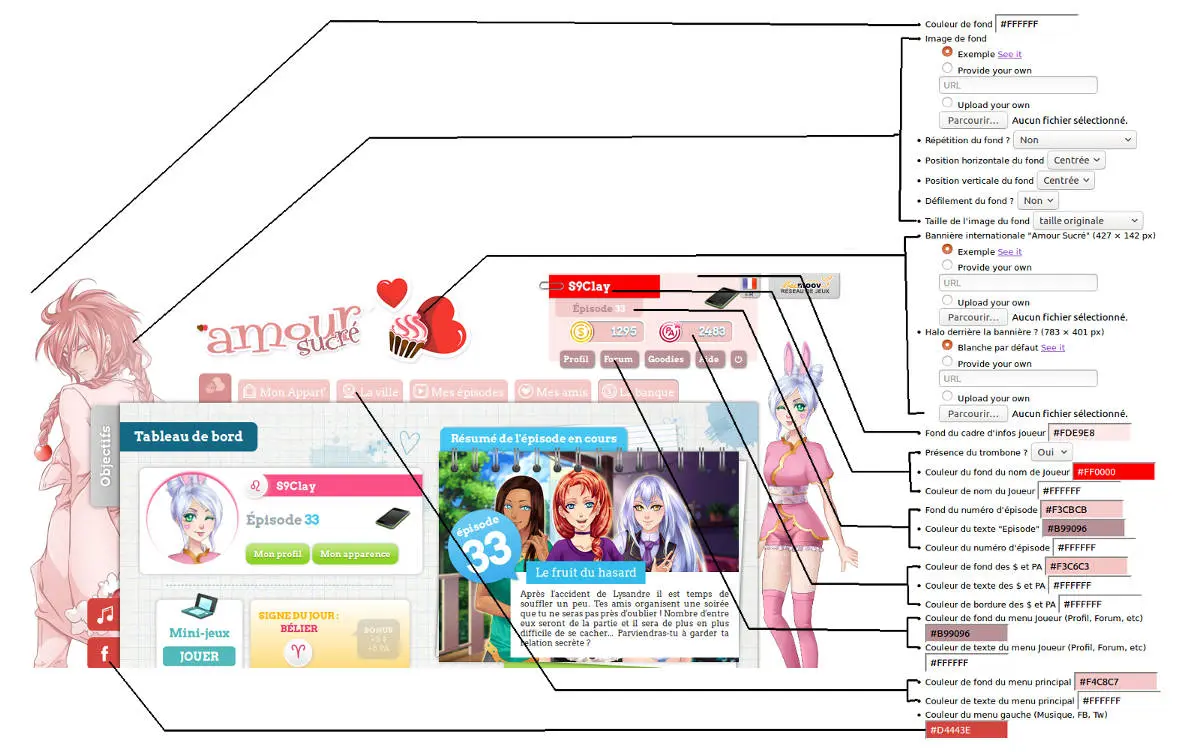 Couleur de fond #FFFFFF
Image de fond
Exemple See it
Provide your own
URL
Upload your own
Parcourir... Aucun fichier sélectionné.
Répétition du fond ? Non
Position horizontale du fond Centrée
Position verticale du fond Centrée
Défilement du fond ? Non
Taille de l'image du fond taille originale
Bannière internationale "Amour Sucré" (427 × 142 px)
Exemple See it
Provide your own
URL
Upload your own
Parcourir... Aucun fichier sélectionné.
Halo derrière la bannière ? (783 × 401 px)
Blanche par défaut See it
Provide your own
URL
Upload your own
Parcourir... Aucun fichier sélectionné.
Fond du cadre d'infos joueur #FDE9E8
Présence du trombone ? Oui
Couleur du fond du nom de Joueur #FF0000
Couleur de nom du Joueur #FFFFFF
Fond du numéro d'épisode #F3CBCB
Couleur du texte "Episode" #B99096
Couleur du numéro d'épisode #FFFFFF
Couleur de fond des $ et PA #F3C6C3
Couleur de texte des $ et PA #FFFFFF
Couleur de bordure des $ et PA #FFFFFF
Couleur de fond du menu Joueur (Profil, Forum, etc)
#B99096
Couleur de texte du menu Joueur (Profil, Forum, etc)
#FFFFFF
Couleur de fond du menu principal #F4C8C7
Couleur de texte du menu principal #FFFFFF
Couleur du menu gauche (Musique, FB, Tw)
#D4443E
amour
sucré
S9Clay
Épisode 33
1295 2483
Profil Forum Goodies Aide
FR
RÉSEAU DE JEUX
Mon Appart' La ville Mes épisodes Mes amis La banque
Objectifs
Tableau de bord
S9Clay
Épisode 33
Mon profil Mon apparence
Mini-jeux
JOUER
SIGNE DU JOUR :
BÉLIER
BONUS
+5 $
+5 PA
f
Résumé de l'épisode en cours
épisode
33
Le fruit du hasard
Après l'accident de Lysandre il est temps de
souffler un peu. Tes amis organisent une soirée
que tu ne seras pas près d'oublier ! Nombre d'entre
eux seront de la partie et il sera de plus en plus
difficile de se cacher... Parviendras-tu à garder ta
relation secrète ?